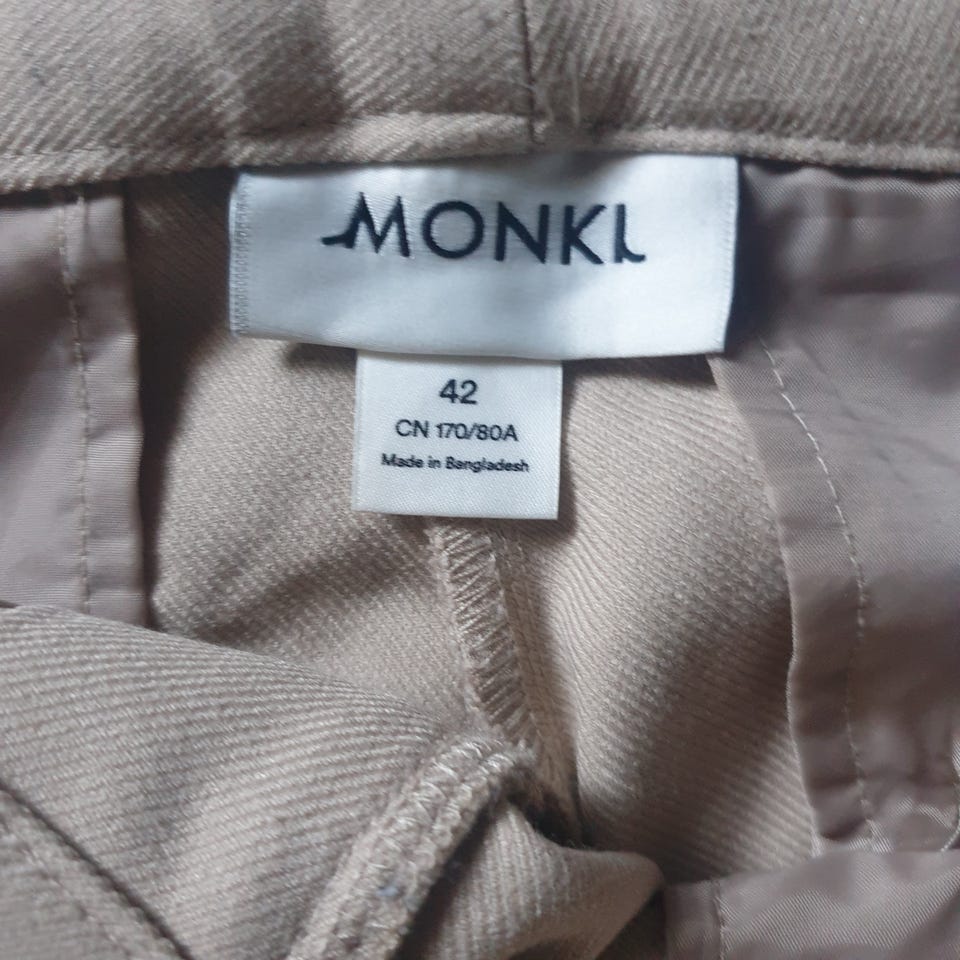 MONKI
42
CN 170/80A
Made in Bangladesh